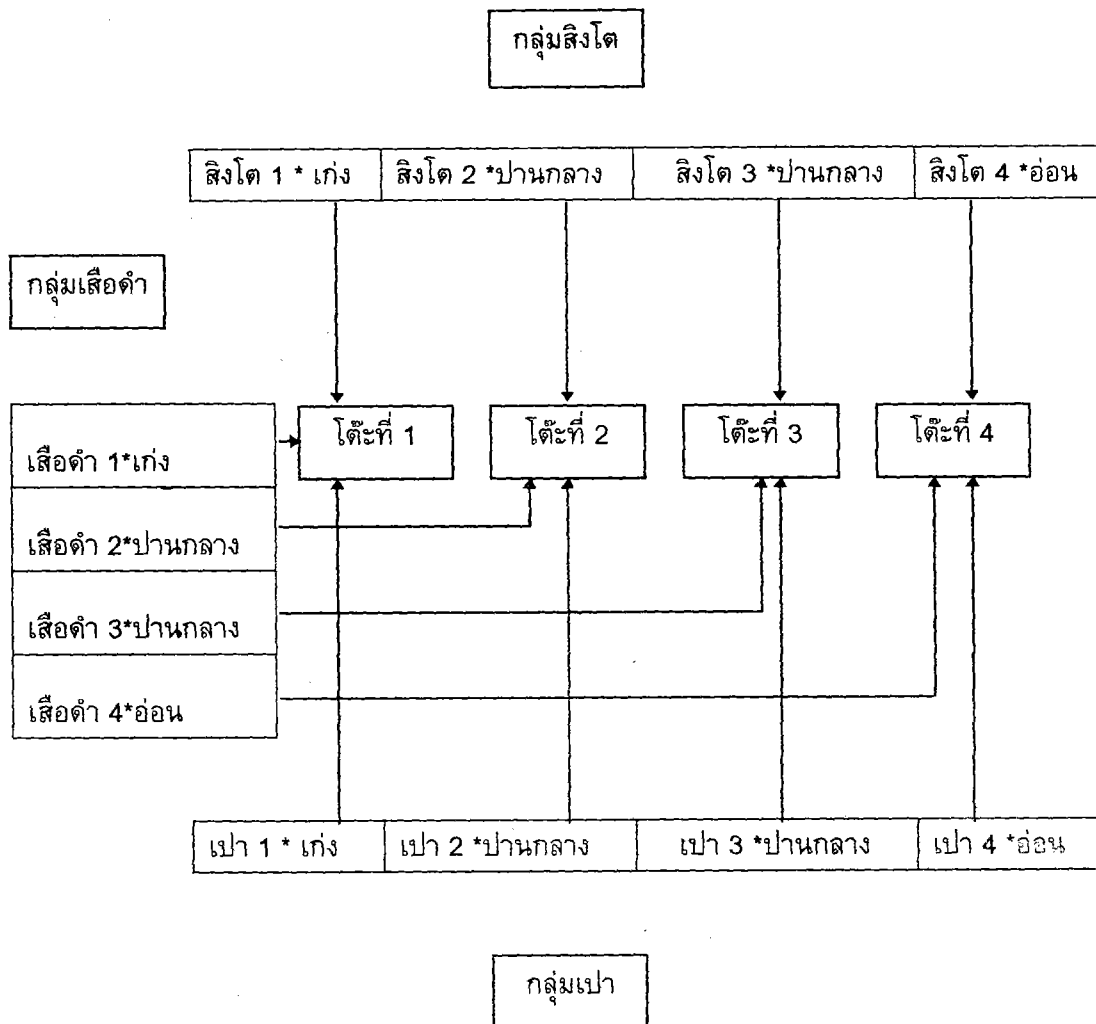 กลุ่มสิงโต
สิงโต 1 * เก่ง สิงโต 2 *ปานกลาง สิงโต 3 *ปานกลาง สิงโต 4 *อ่อน
กลุ่มเสือดำ
โต๊ะที่ 1 โต๊ะที่ 2 โต๊ะที่ 3 โต๊ะที่ 4
เสือดำ 1*เก่ง
เสือดำ 2*ปานกลาง
เสือดำ 3*ปานกลาง
เสือดำ 4*อ่อน
เปา 1 * เก่ง เปา 2 *ปานกลาง เปา 3 *ปานกลาง เปา 4 *อ่อน
กลุ่มเปา